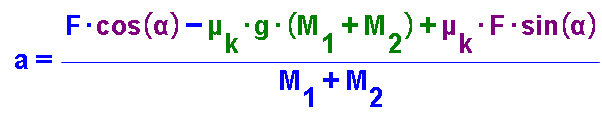 a = (F·cos(α) − μₖ·g·(M₁ + M₂) + μₖ·F·sin(α)) / (M₁ + M₂)